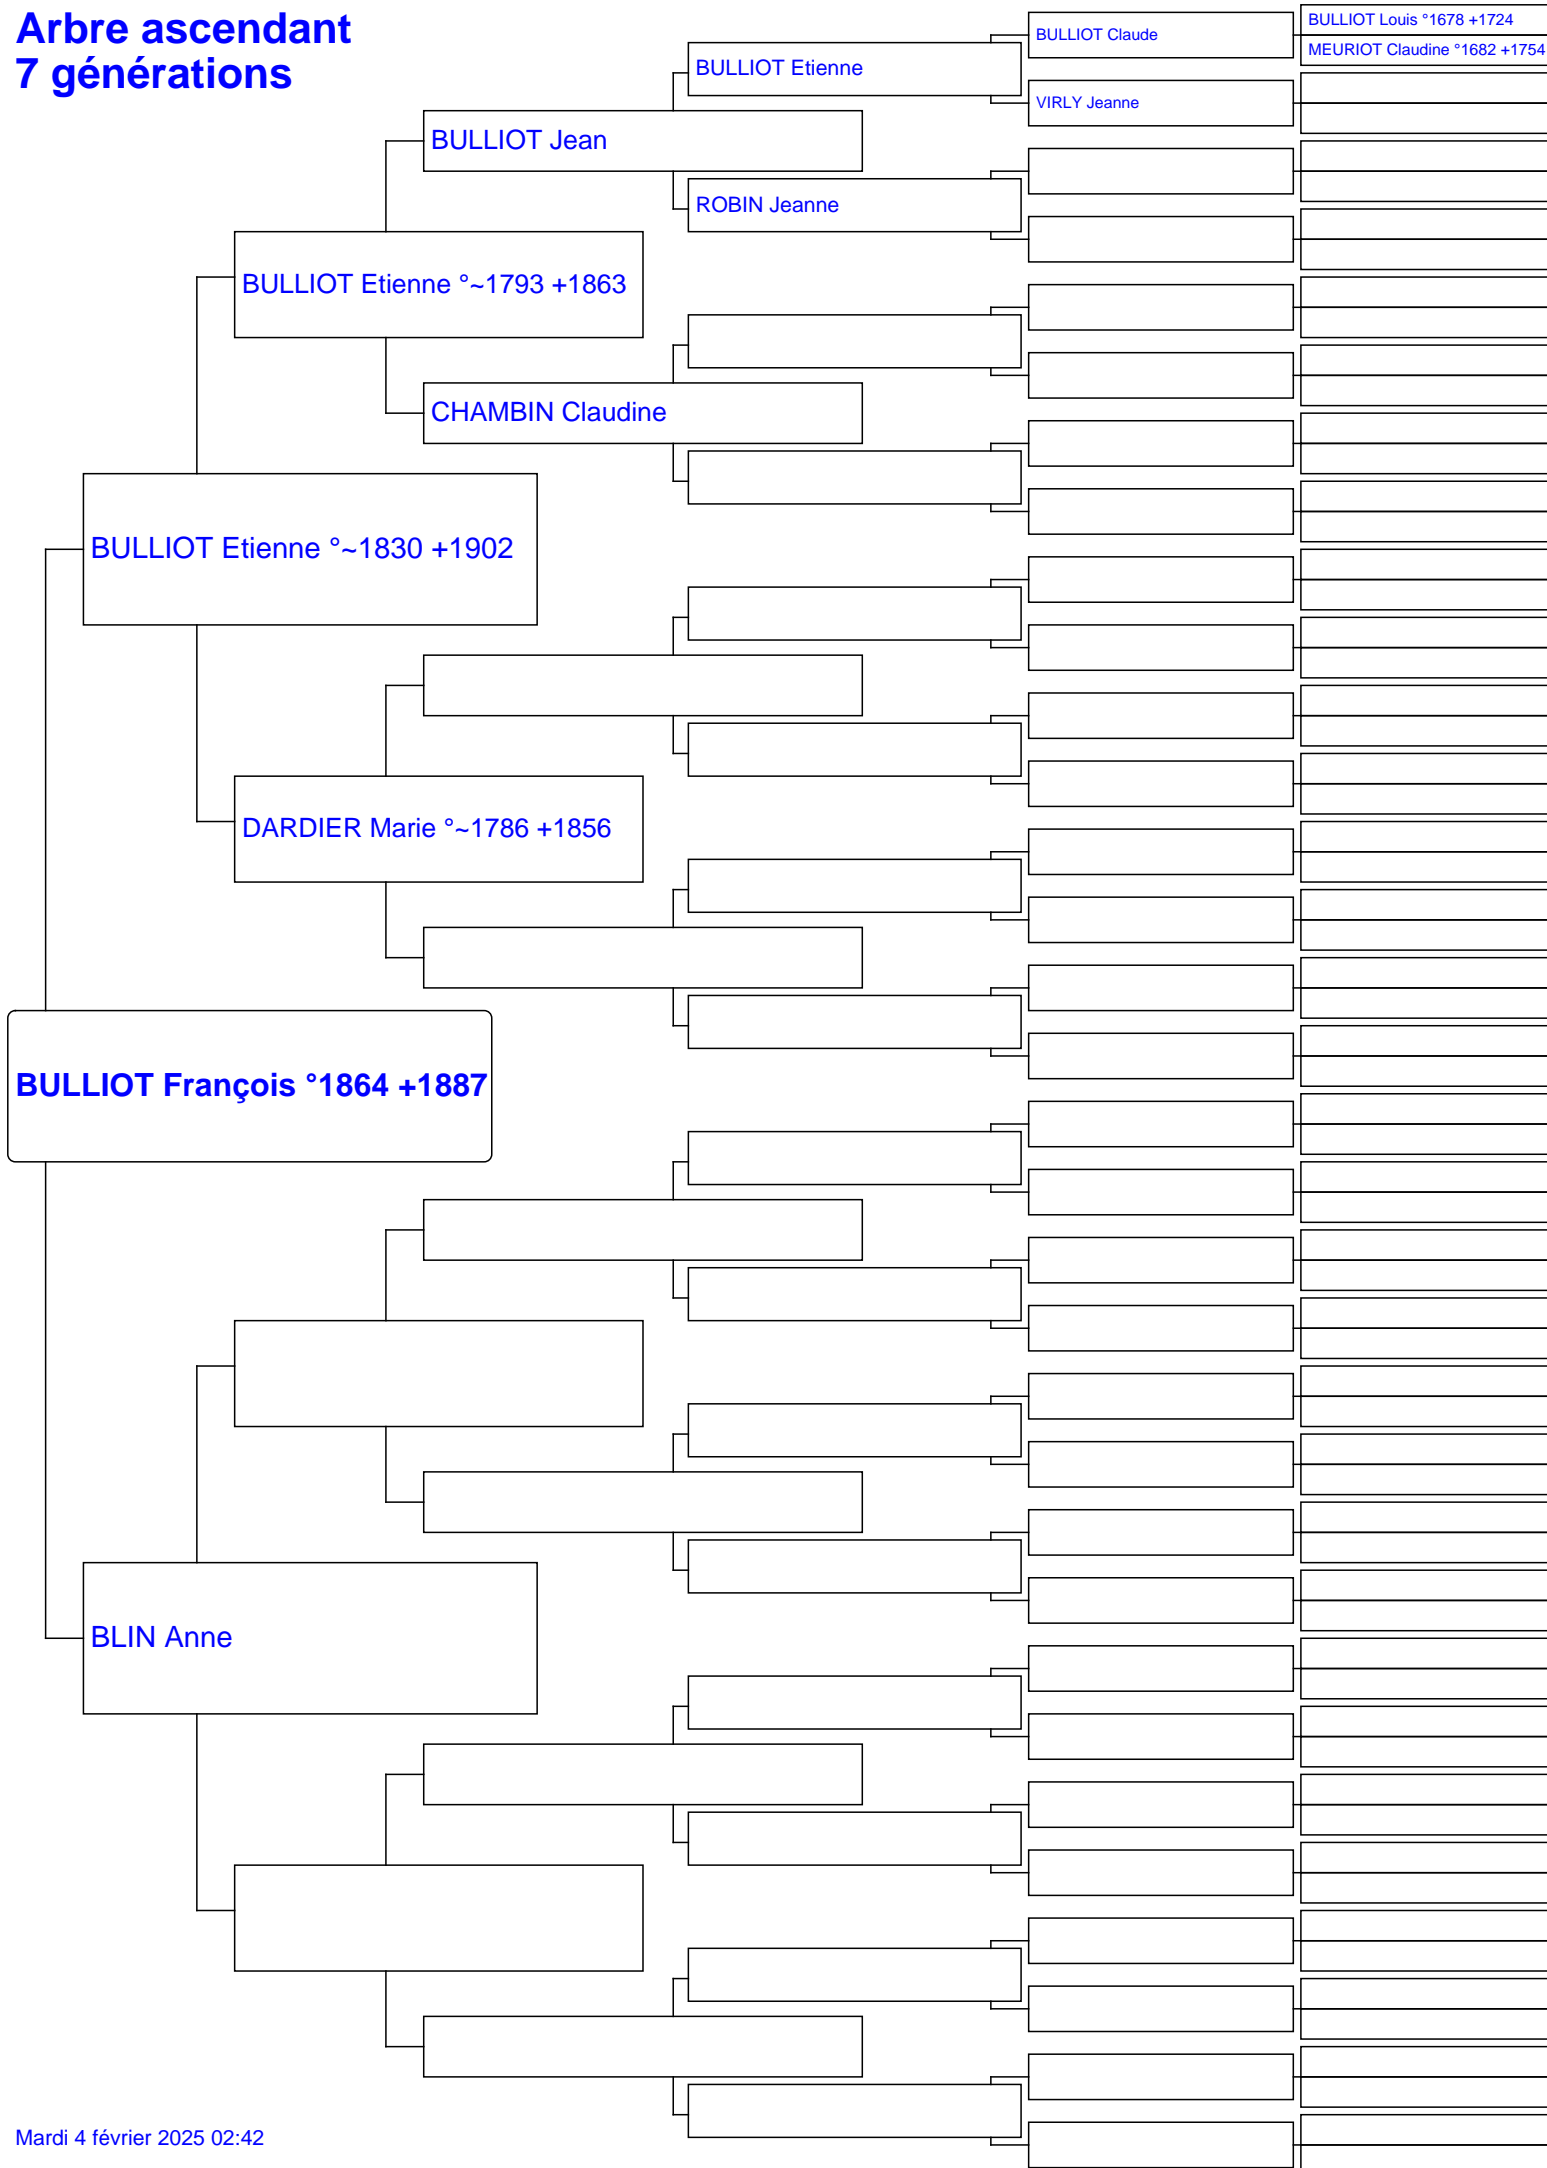 Arbre ascendant
7 générations
BULLIOT Louis °1678 +1724
BULLIOT Claude
MEURIOT Claudine °1682 +1754
BULLIOT Etienne
VIRLY Jeanne
BULLIOT Jean
ROBIN Jeanne
BULLIOT Etienne °~1793 +1863
CHAMBIN Claudine
BULLIOT Etienne °~1830 +1902
DARDIER Marie °~1786 +1856
BULLIOT François °1864 +1887
BLIN Anne
Mardi 4 février 2025 02:42